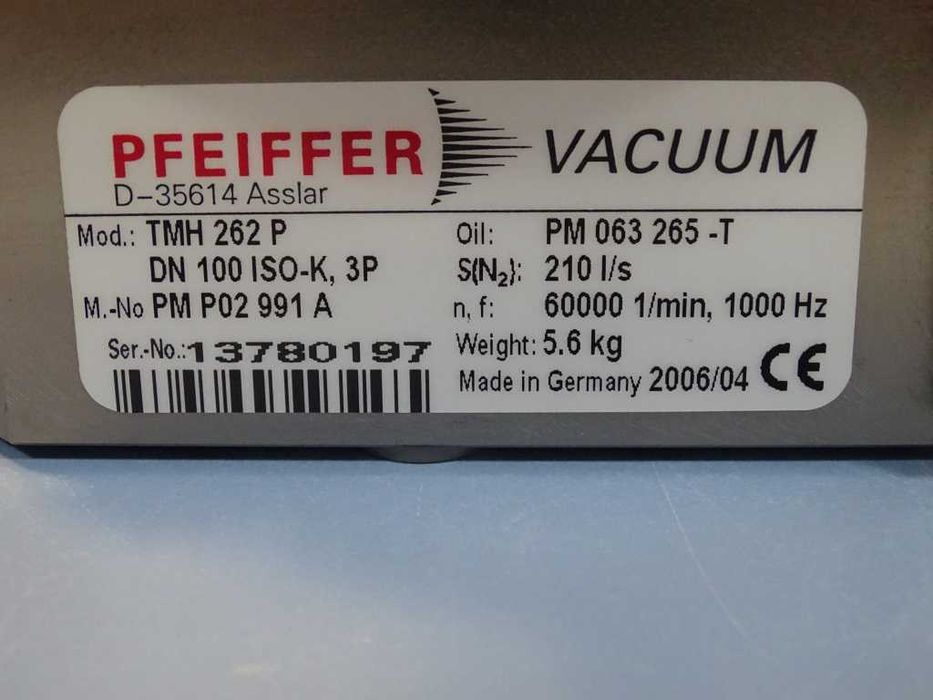 PFEIFFER VACUUM
D-35614 Asslar
Mod.: TMH 262 P
DN 100 ISO-K, 3P
M.-No PM P02 991 A
Ser.-No.: 13780197
Oil: PM 063 265 -T
S(N₂): 210 l/s
n, f: 60000 1/min, 1000 Hz
Weight: 5.6 kg
Made in Germany 2006/04 CE